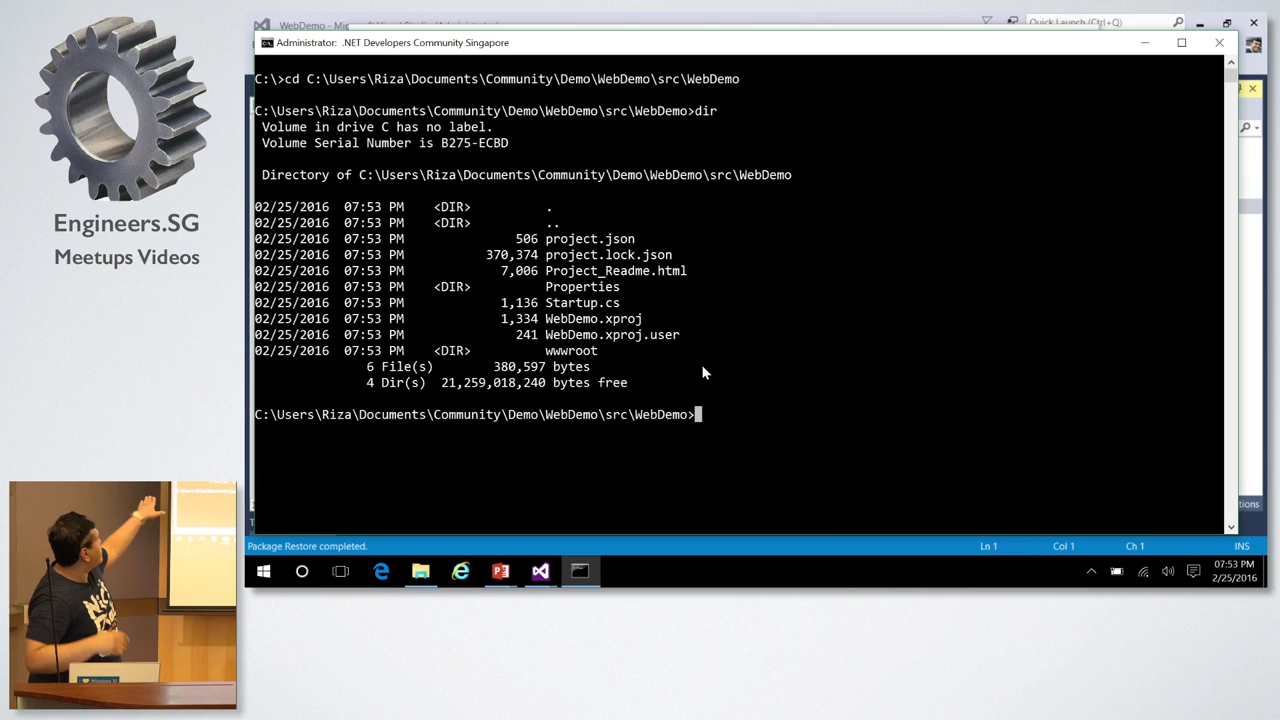 Engineers.SG
Meetups Videos
WebDemo - Mic
Quick Launch (Ctrl+Q)
Administrator: .NET Developers Community Singapore
C:\>cd C:\Users\Riza\Documents\Community\Demo\WebDemo\src\WebDemo
C:\Users\Riza\Documents\Community\Demo\WebDemo\src\WebDemo>dir
Volume in drive C has no label.
Volume Serial Number is B275-ECBD
Directory of C:\Users\Riza\Documents\Community\Demo\WebDemo\src\WebDemo
02/25/2016 07:53 PM <DIR> .
02/25/2016 07:53 PM <DIR> ..
02/25/2016 07:53 PM 506 project.json
02/25/2016 07:53 PM 370,374 project.lock.json
02/25/2016 07:53 PM 7,006 Project_Readme.html
02/25/2016 07:53 PM <DIR> Properties
02/25/2016 07:53 PM 1,136 Startup.cs
02/25/2016 07:53 PM 1,334 WebDemo.xproj
02/25/2016 07:53 PM 241 WebDemo.xproj.user
02/25/2016 07:53 PM <DIR> wwwroot
6 File(s) 380,597 bytes
4 Dir(s) 21,259,018,240 bytes free
C:\Users\Riza\Documents\Community\Demo\WebDemo\src\WebDemo>
tions
Package Restore completed.
Ln 1 Col 1 Ch 1 INS
07:53 PM
2/25/2016
Windows 10